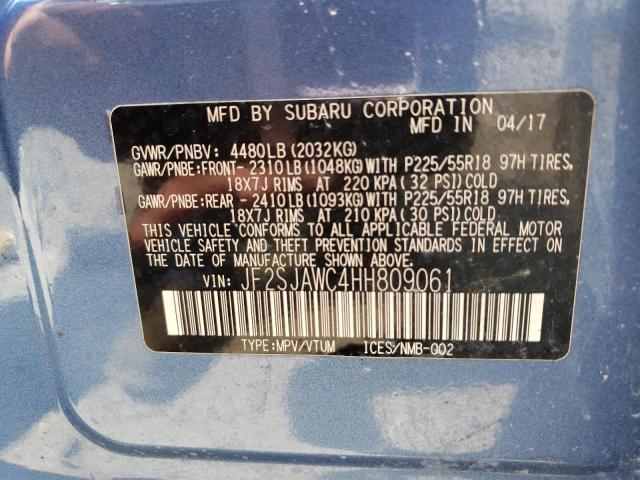 MFD BY SUBARU CORPORATION
MFD IN 04/17
GVWR/PNBV: 4480LB(2032KG)
GAWR/PNBE:FRONT-2310LB(1048KG)WITH P225/55R18 97H TIRES,
18X7J RIMS AT 220 KPA(32 PSI)COLD
GAWR/PNBE:REAR -2410LB(1093KG)WITH P225/55R18 97H TIRES,
18X7J RIMS AT 210 KPA(30 PSI)COLD
THIS VEHICLE CONFORMS TO ALL APPLICABLE FEDERAL MOTOR
VEHICLE SAFETY AND THEFT PREVENTION STANDARDS IN EFFECT ON
THE DATE OF MANUFACTURE SHOWN ABOVE.
VIN: JF2SJAWC4HH809061
TYPE:MPV/VTUM ICES/NMB-002